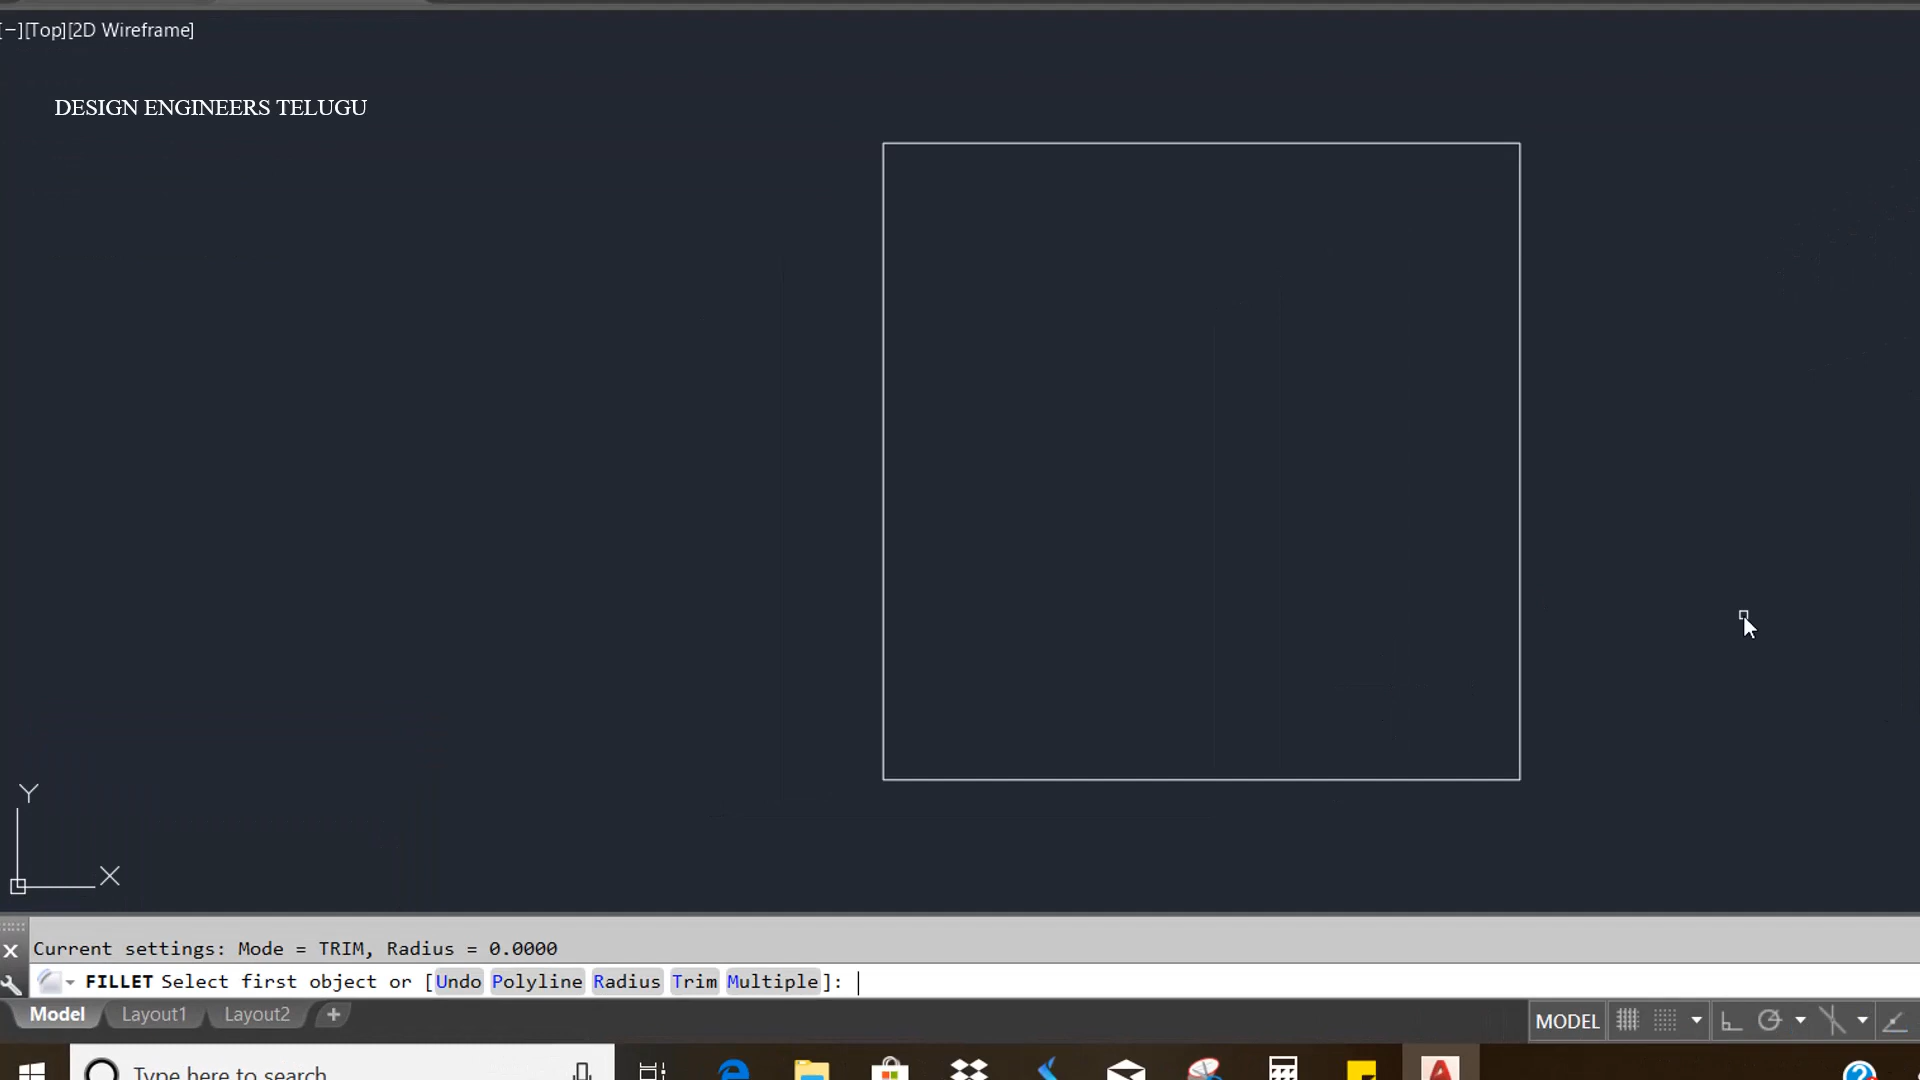 [−][Top][2D Wireframe]
DESIGN ENGINEERS TELUGU
Y
X
Current settings: Mode = TRIM, Radius = 0.0000
FILLET Select first object or [Undo Polyline Radius Trim Multiple]:
Model Layout1 Layout2 +
MODEL
Type here to search